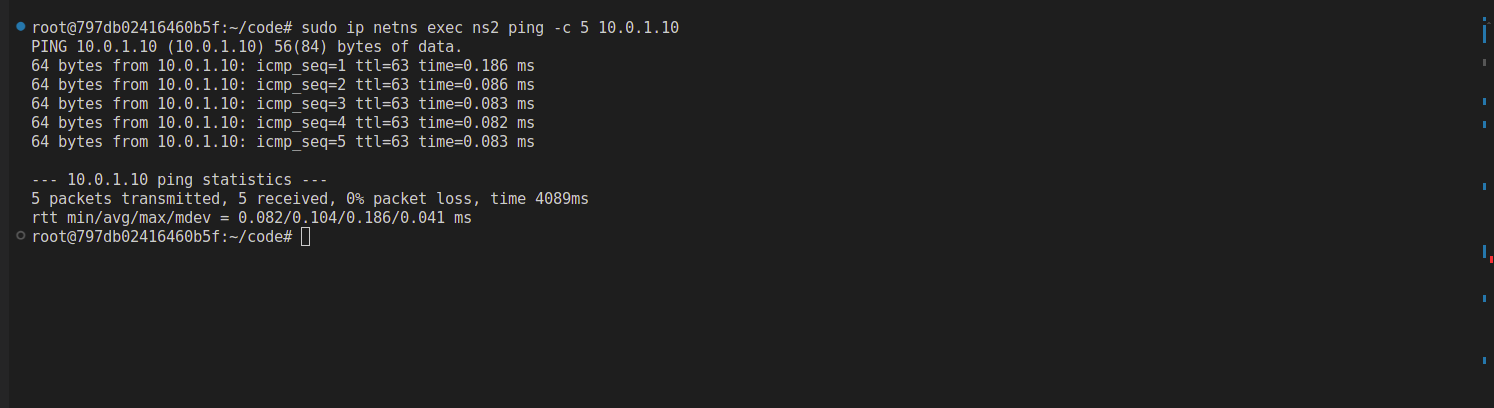 root@797db02416460b5f:~/code# sudo ip netns exec ns2 ping -c 5 10.0.1.10
PING 10.0.1.10 (10.0.1.10) 56(84) bytes of data.
64 bytes from 10.0.1.10: icmp_seq=1 ttl=63 time=0.186 ms
64 bytes from 10.0.1.10: icmp_seq=2 ttl=63 time=0.086 ms
64 bytes from 10.0.1.10: icmp_seq=3 ttl=63 time=0.083 ms
64 bytes from 10.0.1.10: icmp_seq=4 ttl=63 time=0.082 ms
64 bytes from 10.0.1.10: icmp_seq=5 ttl=63 time=0.083 ms

--- 10.0.1.10 ping statistics ---
5 packets transmitted, 5 received, 0% packet loss, time 4089ms
rtt min/avg/max/mdev = 0.082/0.104/0.186/0.041 ms
root@797db02416460b5f:~/code#